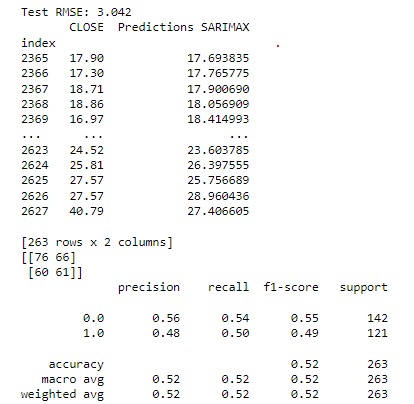 Test RMSE: 3.042
CLOSE Predictions SARIMAX
index
2365 17.90 17.693835
2366 17.30 17.765775
2367 18.71 17.900690
2368 18.86 18.056909
2369 16.97 18.414993
... ... ...
2623 24.52 23.603785
2624 25.81 26.397555
2625 27.57 25.756689
2626 27.57 28.960436
2627 40.79 27.406605
[263 rows x 2 columns]
[[76 66]
[60 61]]
precision recall f1-score support
0.0 0.56 0.54 0.55 142
1.0 0.48 0.50 0.49 121
accuracy 0.52 263
macro avg 0.52 0.52 0.52 263
weighted avg 0.52 0.52 0.52 263